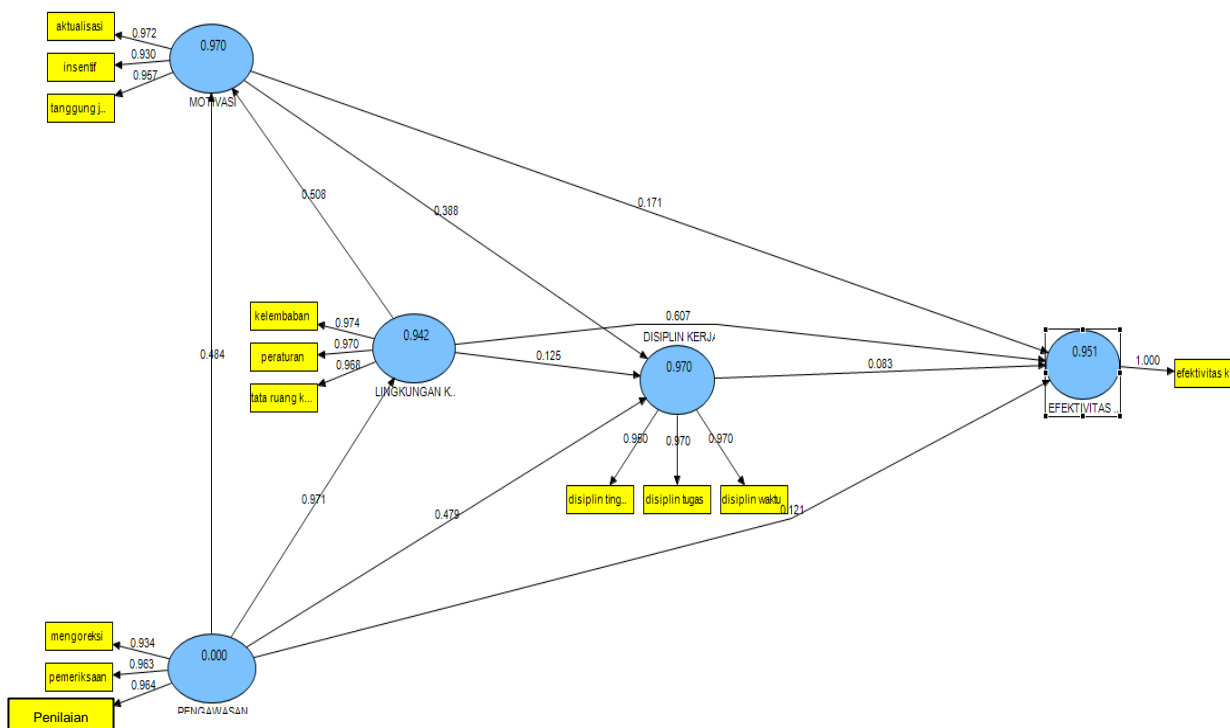 aktualisasi
0.972
0.970
insentif
0.930
0.957
tanggung j..
MOTIVASI
0.508
0.388
0.171
kelembaban
0.974
0.942
peraturan
0.970
0.968
tata ruang k...
LINGKUNGAN K..
0.484
0.607
DISIPLIN KERJA
0.125
0.970
0.083
0.951
1.000
efektivitas k
EFEKTIVITAS ..
0.950
0.970
0.970
disiplin ting..
disiplin tugas
disiplin waktu
0.971
0.479
0.121
mengoreksi
0.934
0.000
pemeriksaan
0.963
0.964
Penilaian
PENGAWASAN